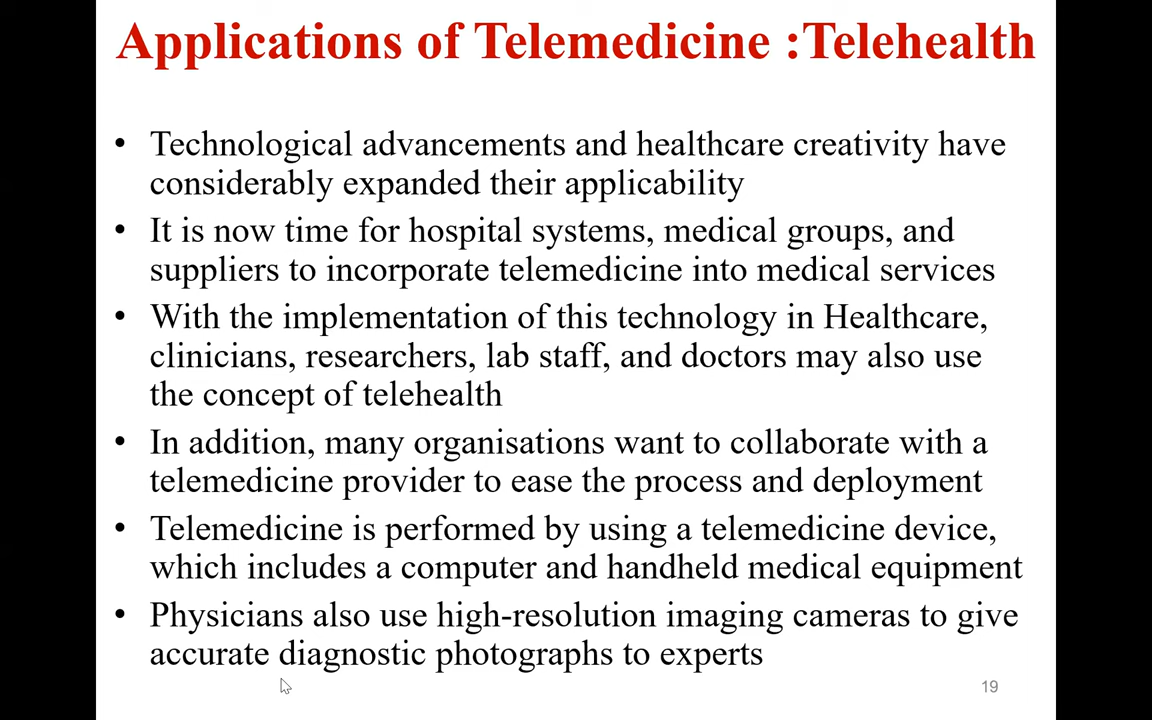 Applications of Telemedicine :Telehealth
• Technological advancements and healthcare creativity have
considerably expanded their applicability
• It is now time for hospital systems, medical groups, and
suppliers to incorporate telemedicine into medical services
• With the implementation of this technology in Healthcare,
clinicians, researchers, lab staff, and doctors may also use
the concept of telehealth
• In addition, many organisations want to collaborate with a
telemedicine provider to ease the process and deployment
• Telemedicine is performed by using a telemedicine device,
which includes a computer and handheld medical equipment
• Physicians also use high-resolution imaging cameras to give
accurate diagnostic photographs to experts
19